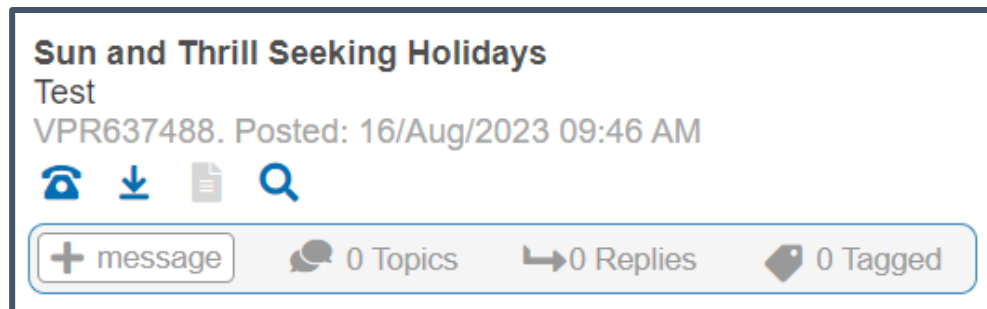 Sun and Thrill Seeking Holidays
Test
VPR637488. Posted: 16/Aug/2023 09:46 AM
message 0 Topics 0 Replies 0 Tagged